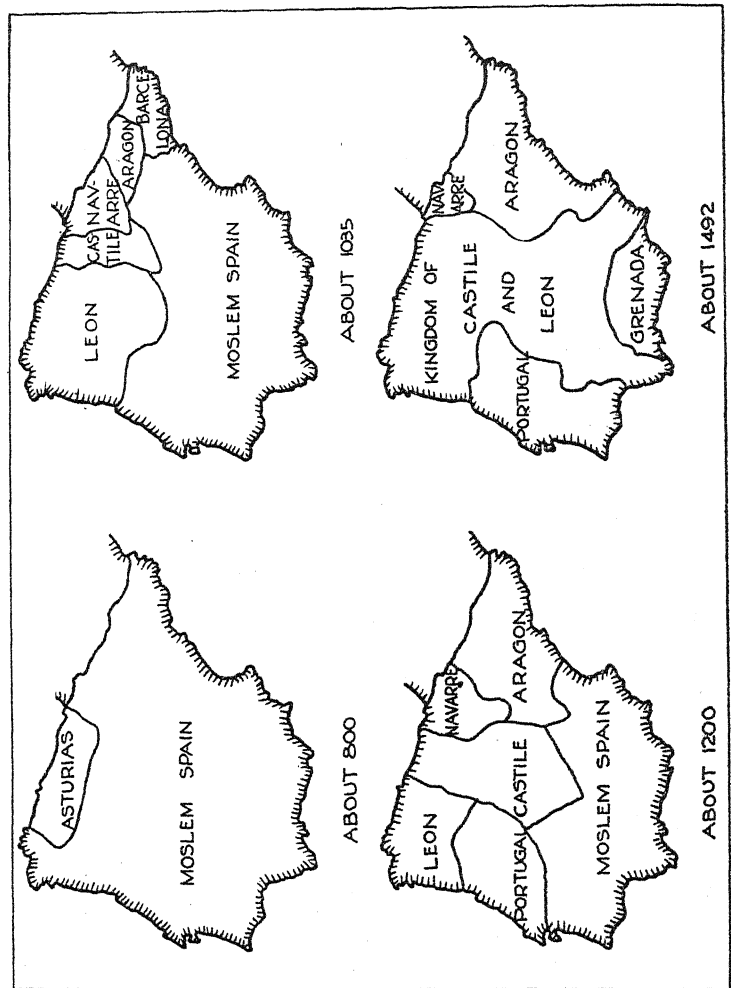 ASTURIAS
MOSLEM SPAIN
ABOUT 800
LEON
CAS
TILE
NAV-
ARRE
ARAGON
BARCE-
LONA
MOSLEM SPAIN
ABOUT 1035
LEON
NAVARRE
PORTUGAL
CASTILE
ARAGON
MOSLEM SPAIN
ABOUT 1200
KINGDOM OF
CASTILE
AND
LEON
NAV
ARRE
ARAGON
PORTUGAL
GRENADA
ABOUT 1492